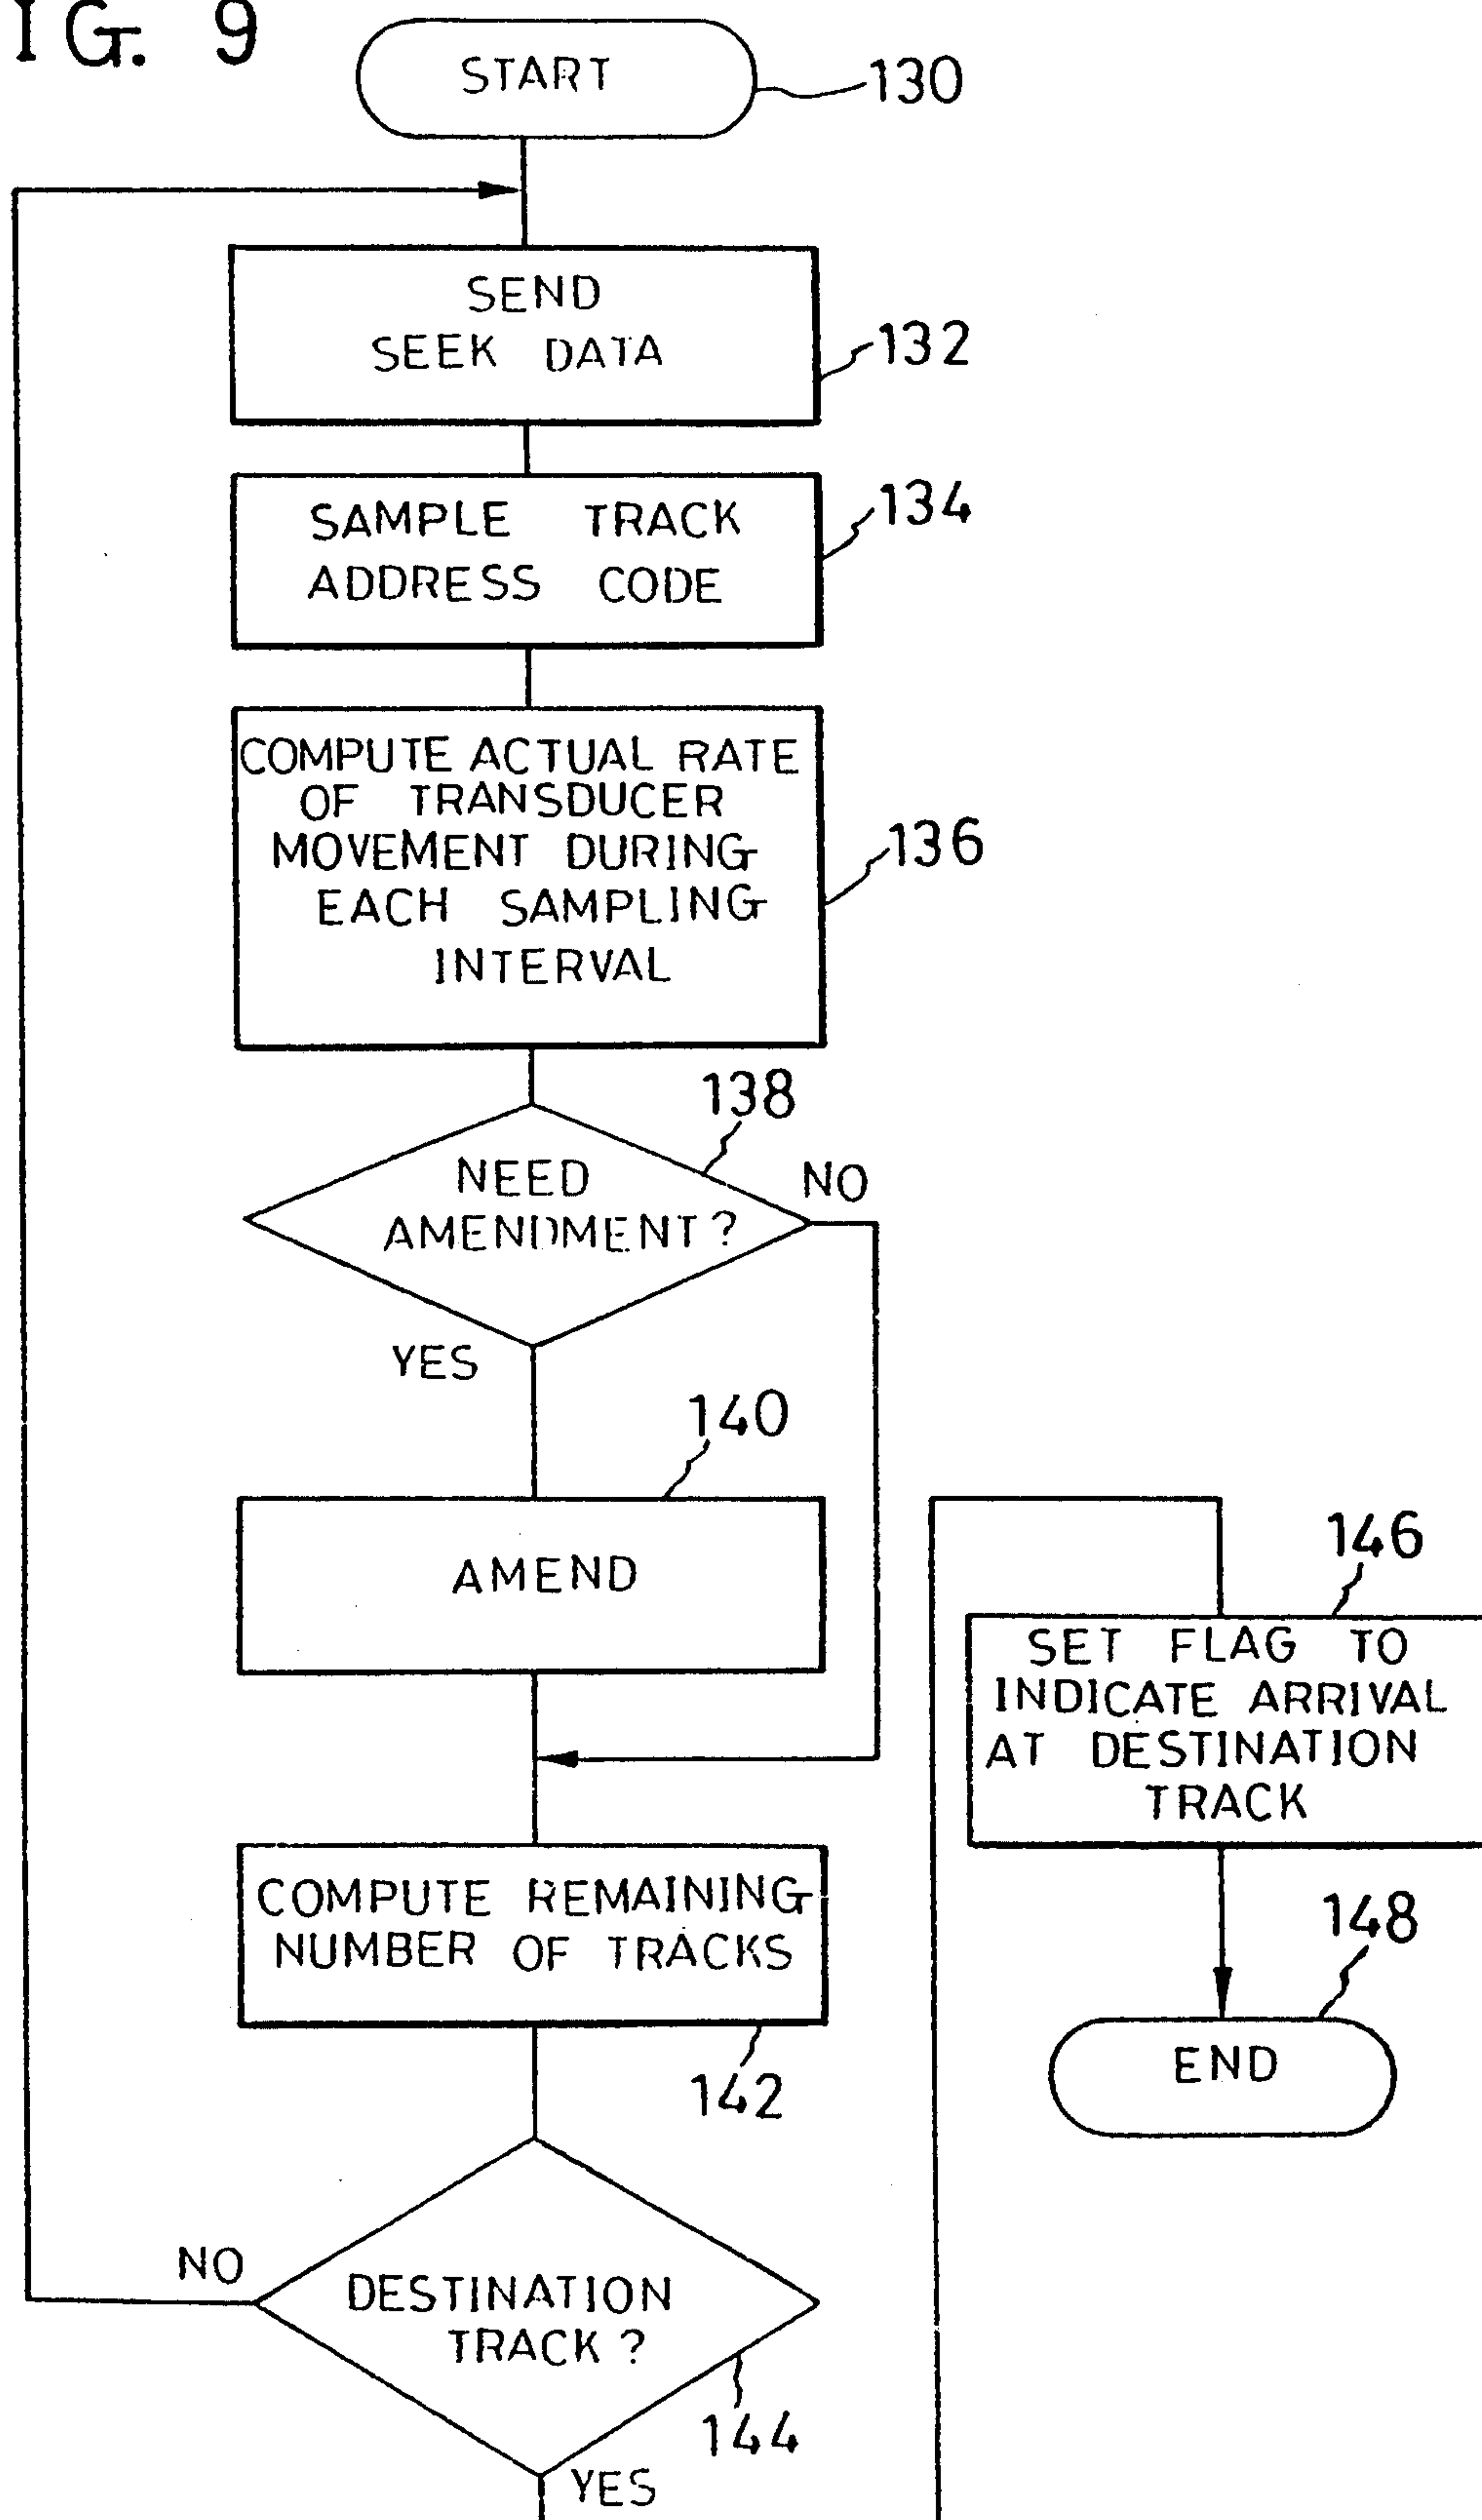 IG. 9
START
130
SEND
SEEK DATA
132
SAMPLE TRACK
ADDRESS CODE
134
COMPUTE ACTUAL RATE
OF TRANSDUCER
MOVEMENT DURING
EACH SAMPLING
INTERVAL
136
138
NEED
AMENDMENT?
NO
YES
140
AMEND
146
SET FLAG TO
INDICATE ARRIVAL
AT DESTINATION
TRACK
COMPUTE REMAINING
NUMBER OF TRACKS
142
148
END
NO
DESTINATION
TRACK?
144
YES